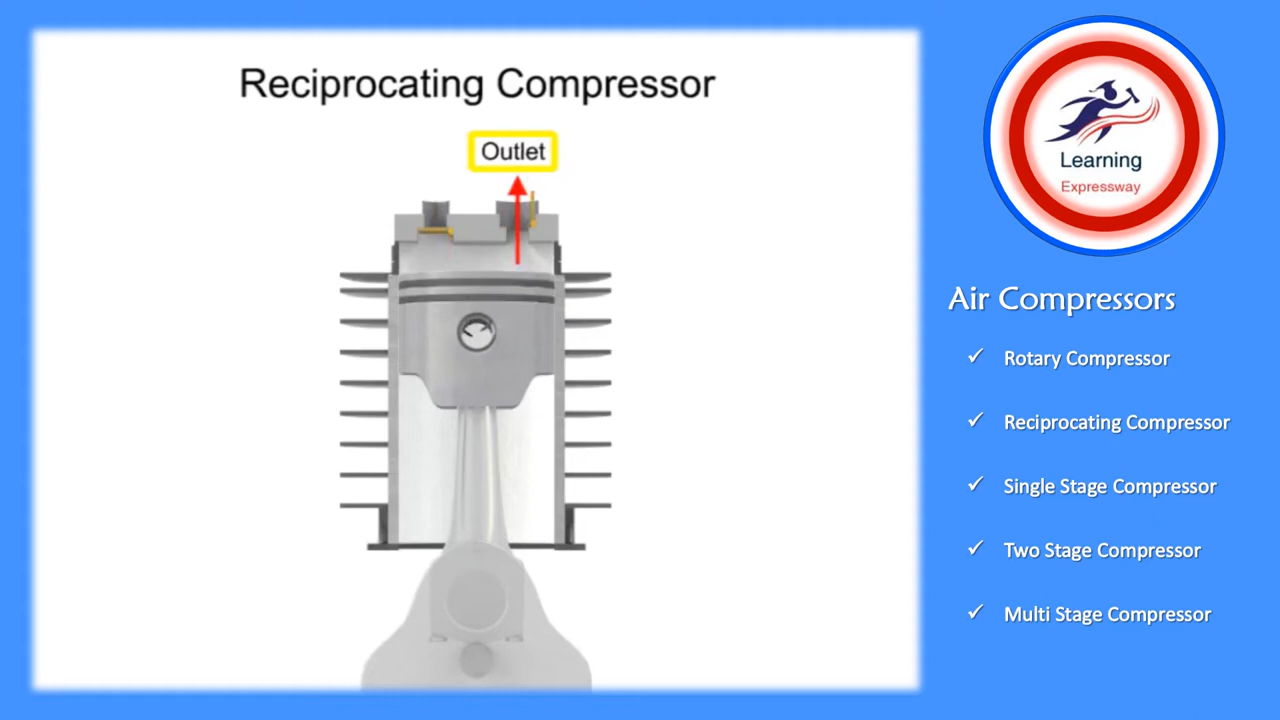 Reciprocating Compressor
Outlet
Learning
Expressway
Air Compressors
✓ Rotary Compressor
✓ Reciprocating Compressor
✓ Single Stage Compressor
✓ Two Stage Compressor
✓ Multi Stage Compressor